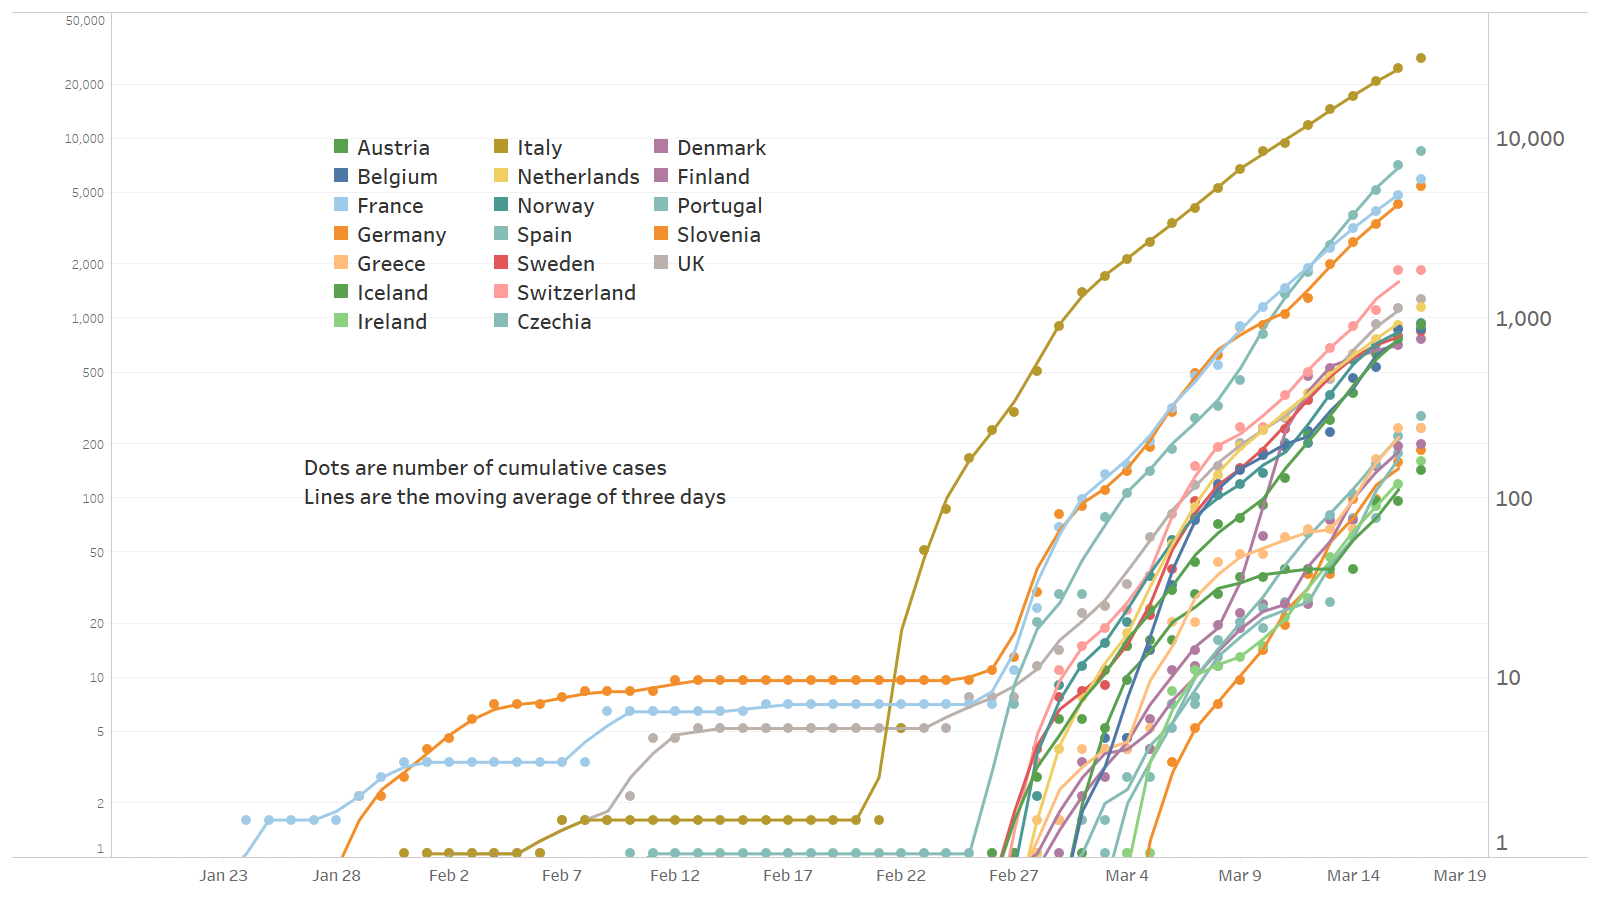 50,000
20,000
10,000
5,000
2,000
1,000
500
200
100
50
20
10
5
2
1
Austria
Belgium
France
Germany
Greece
Iceland
Ireland
Italy
Netherlands
Norway
Spain
Sweden
Switzerland
Czechia
Denmark
Finland
Portugal
Slovenia
UK
Dots are number of cumulative cases
Lines are the moving average of three days
10,000
1,000
100
10
1
Jan 23 Jan 28 Feb 2 Feb 7 Feb 12 Feb 17 Feb 22 Feb 27 Mar 4 Mar 9 Mar 14 Mar 19